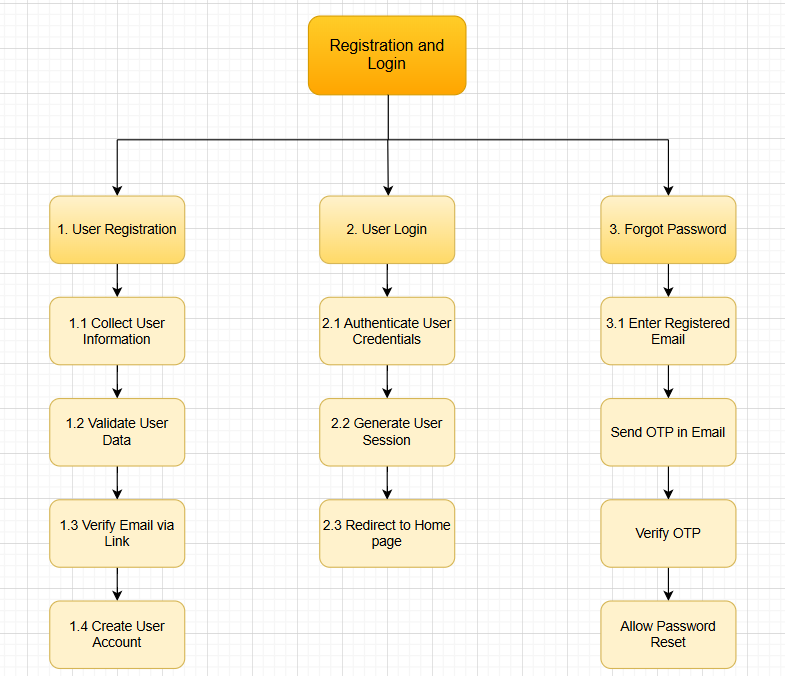 Registration and
Login
1. User Registration
2. User Login
3. Forgot Password
1.1 Collect User
Information
2.1 Authenticate User
Credentials
3.1 Enter Registered
Email
1.2 Validate User
Data
2.2 Generate User
Session
Send OTP in Email
1.3 Verify Email via
Link
2.3 Redirect to Home
page
Verify OTP
1.4 Create User
Account
Allow Password
Reset